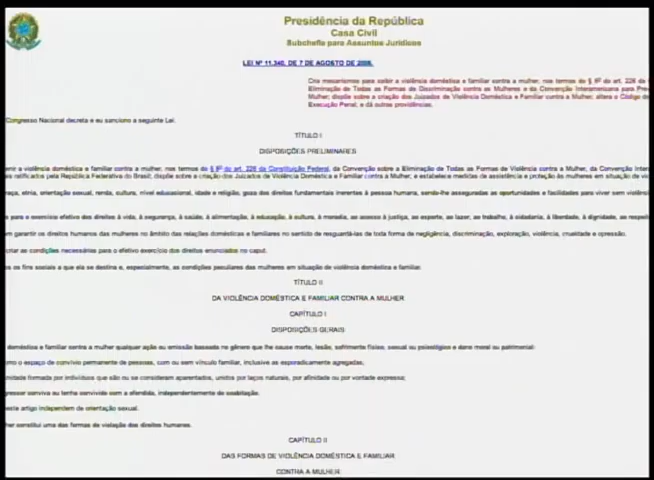 Presidência da República
Casa Civil
Subchefia para Assuntos Jurídicos
LEI Nº 11.340, DE 7 DE AGOSTO DE 2006.
Cria mecanismos para coibir a violência doméstica e familiar contra a mulher, nos termos do § 8º do art. 226 da
Eliminação de Todas as Formas de Discriminação contra as Mulheres e da Convenção Interamericana para
Mulher; dispõe sobre a criação dos Juizados de Violência Doméstica e Familiar contra a Mulher; altera o Código de
Execução Penal; e dá outras providências.
Congresso Nacional decreta e eu sanciono a seguinte Lei:
TÍTULO I
DISPOSIÇÕES PRELIMINARES
a violência doméstica e familiar contra a mulher, nos termos do § 8º do art. 226 da Constituição Federal, da Convenção sobre a Eliminação de Todas as Formas de Violência contra a Mulher, da Convenção
ratificados pela República Federativa do Brasil; dispõe sobre a criação dos Juizados de Violência Doméstica e Familiar contra a Mulher; e estabelece medidas de assistência e proteção às mulheres em situação de
raça, etnia, orientação sexual, renda, cultura, nível educacional, idade e religião, goza dos direitos fundamentais inerentes à pessoa humana, sendo-lhe asseguradas as oportunidades e facilidades para viver sem
para o exercício efetivo dos direitos à vida, à segurança, à saúde, à alimentação, à educação, à cultura, à moradia, ao acesso à justiça, ao esporte, ao lazer, ao trabalho, à cidadania, à liberdade, à dignidade, ao
garantir os direitos humanos das mulheres no âmbito das relações domésticas e familiares no sentido de resguardá-las de toda forma de negligência, discriminação, exploração, violência, crueldade e opressão.
criar as condições necessárias para o efetivo exercício dos direitos enunciados no caput.
os fins sociais a que ela se destina e, especialmente, as condições peculiares das mulheres em situação de violência doméstica e familiar.
TÍTULO II
DA VIOLÊNCIA DOMÉSTICA E FAMILIAR CONTRA A MULHER
CAPÍTULO I
DISPOSIÇÕES GERAIS
doméstica e familiar contra a mulher qualquer ação ou omissão baseada no gênero que lhe cause morte, lesão, sofrimento físico, sexual ou psicológico e dano moral ou patrimonial:
o espaço de convívio permanente de pessoas, com ou sem vínculo familiar, inclusive as esporadicamente agregadas;
formada por indivíduos que são ou se consideram aparentados, unidos por laços naturais, por afinidade ou por vontade expressa;
conviva ou tenha convivido com a ofendida, independentemente de coabitação.
neste artigo independem de orientação sexual.
constitui uma das formas de violação dos direitos humanos.
CAPÍTULO II
DAS FORMAS DE VIOLÊNCIA DOMÉSTICA E FAMILIAR
CONTRA A MULHER